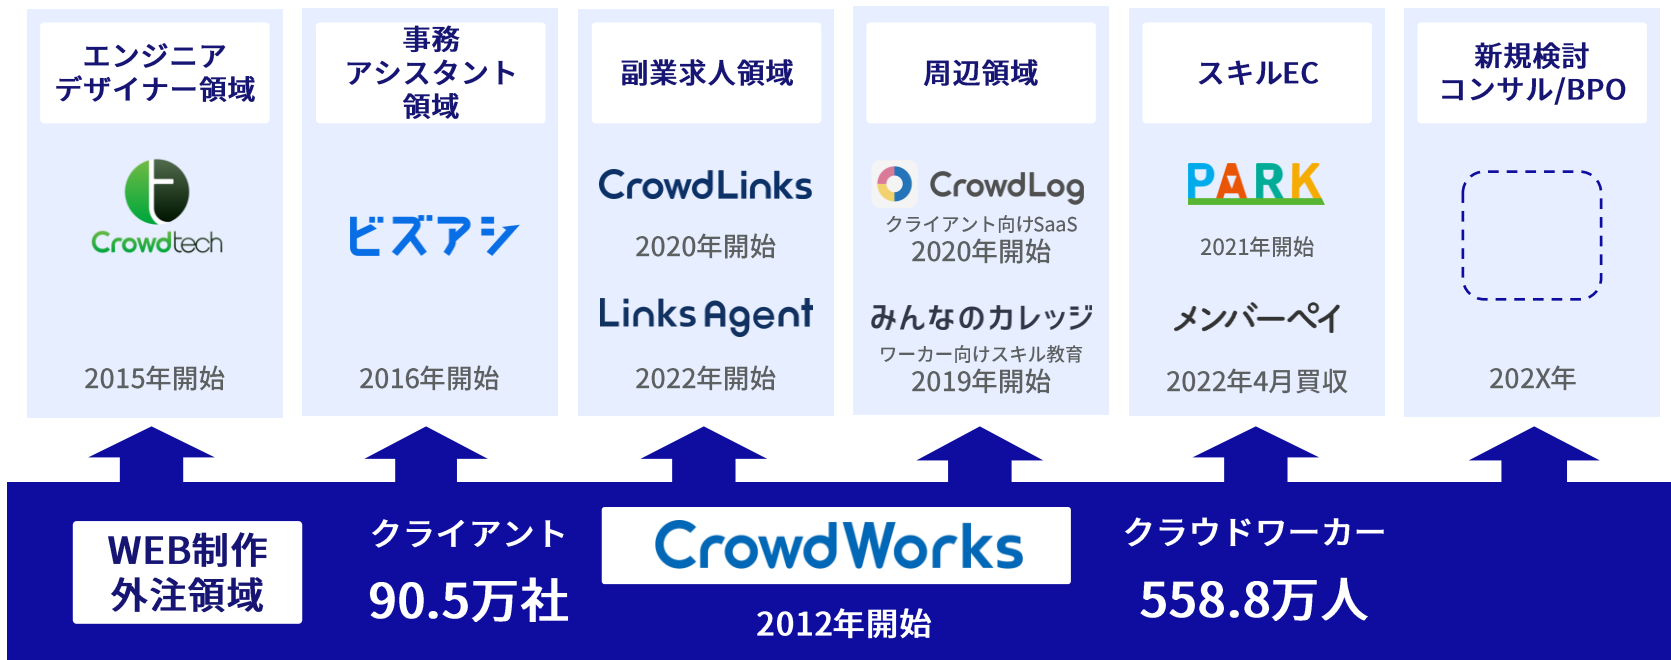 エンジニア
デザイナー領域
Crowdtech
2015年開始
事務
アシスタント
領域
ビズアシ
2016年開始
副業求人領域
CrowdLinks
2020年開始
Links Agent
2022年開始
周辺領域
CrowdLog
クライアント向けSaaS
2020年開始
みんなのカレッジ
ワーカー向けスキル教育
2019年開始
スキルEC
PARK
2021年開始
メンバーペイ
2022年4月買収
新規検討
コンサル/BPO
202X年
WEB制作
外注領域
クライアント
90.5万社
CrowdWorks
2012年開始
クラウドワーカー
558.8万人